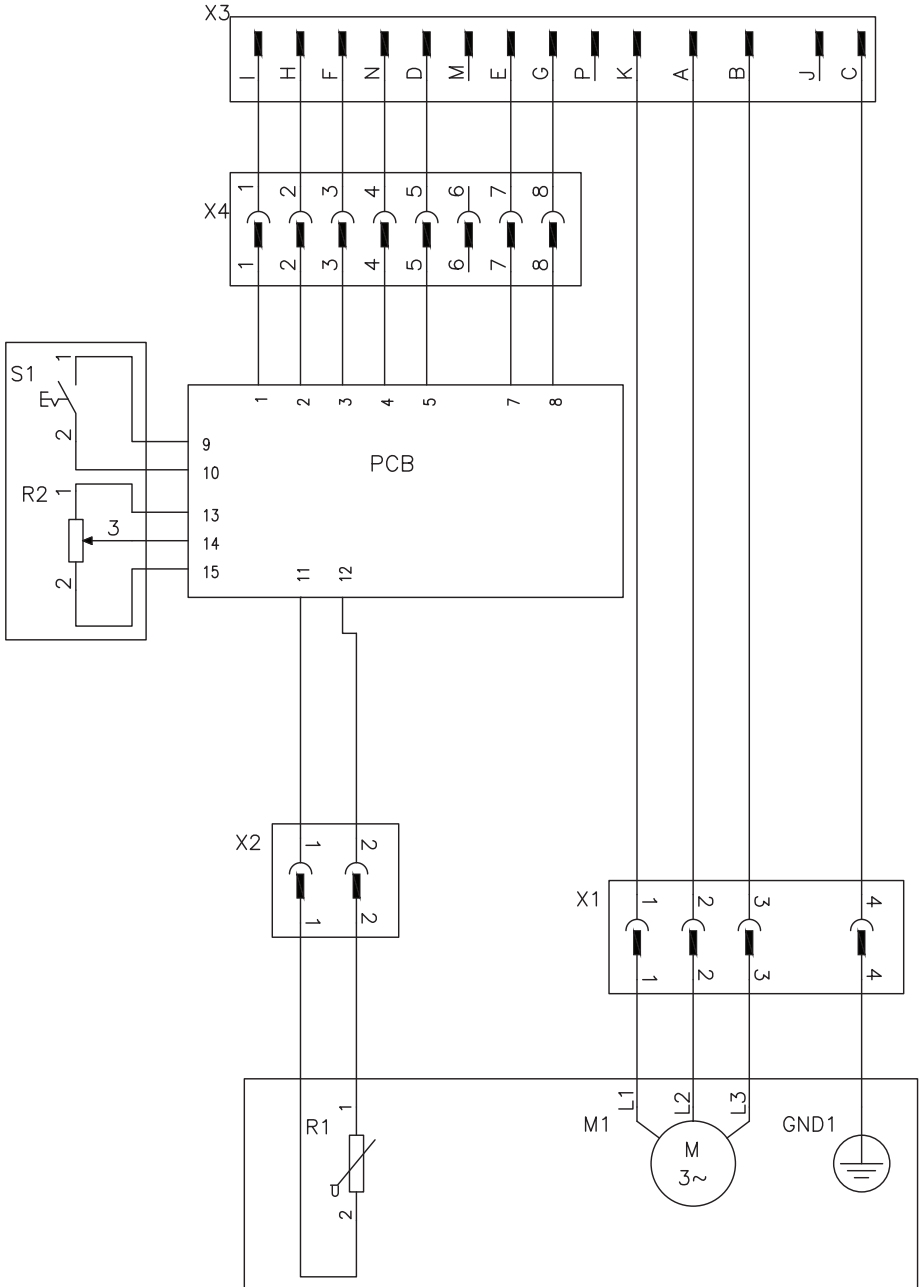 X3
I H F N D M E G P K A B J C
1 2 3 4 5 6 7 8
X4
1 2 3 4 5 6 7 8
S1
1
2
1 2 3 4 5 7 8
9
10
PCB
R2
1
3
2
13
14
15
11 12
X2
1 2
1 2
X1
1 2 3 4
1 2 3 4
R1
1
2
M1
L1 L2 L3
M
3~
GND1